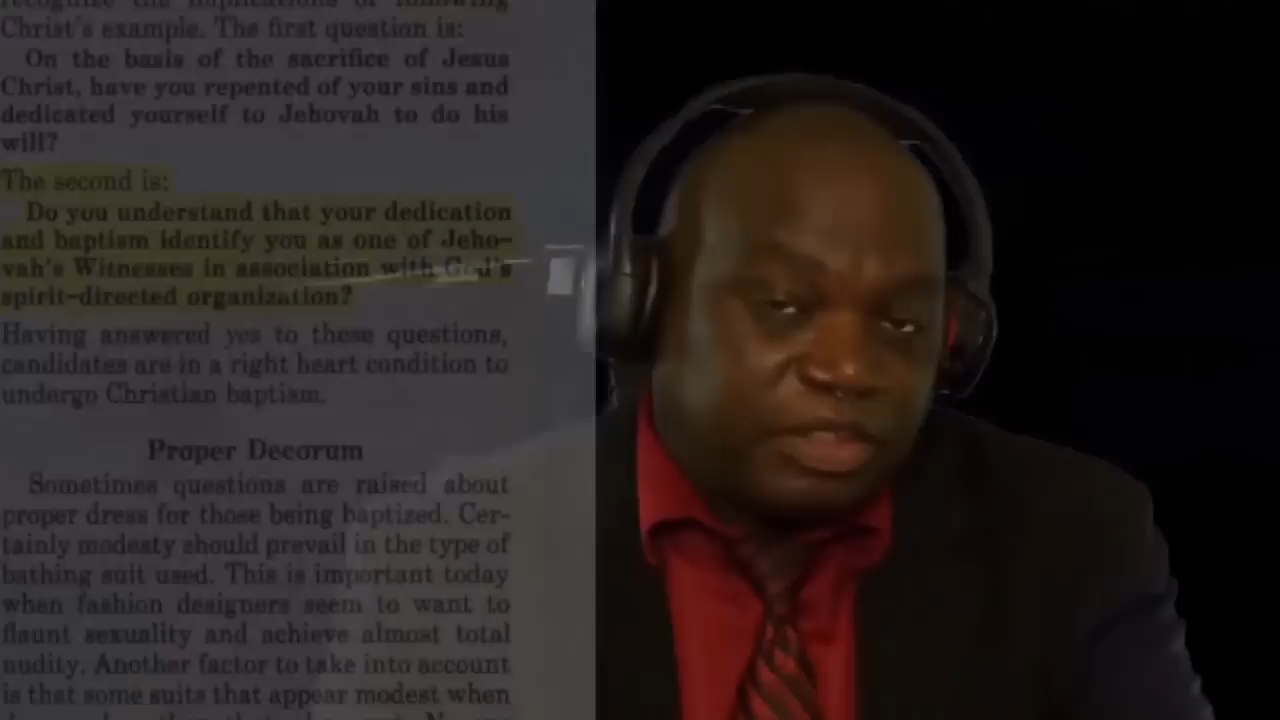 recognize the implications of following
Christ's example. The first question is:
On the basis of the sacrifice of Jesus
Christ, have you repented of your sins and
dedicated yourself to Jehovah to do his
will?
The second is:
Do you understand that your dedication
and baptism identify you as one of Jeho-
vah's Witnesses in association with God's
spirit-directed organization?
Having answered yes to these questions,
candidates are in a right heart condition to
undergo Christian baptism.
Proper Decorum
Sometimes questions are raised about
proper dress for those being baptized. Cer-
tainly modesty should prevail in the type of
bathing suit used. This is important today
when fashion designers seem to want to
flaunt sexuality and achieve almost total
nudity. Another factor to take into account
is that some suits that appear modest when